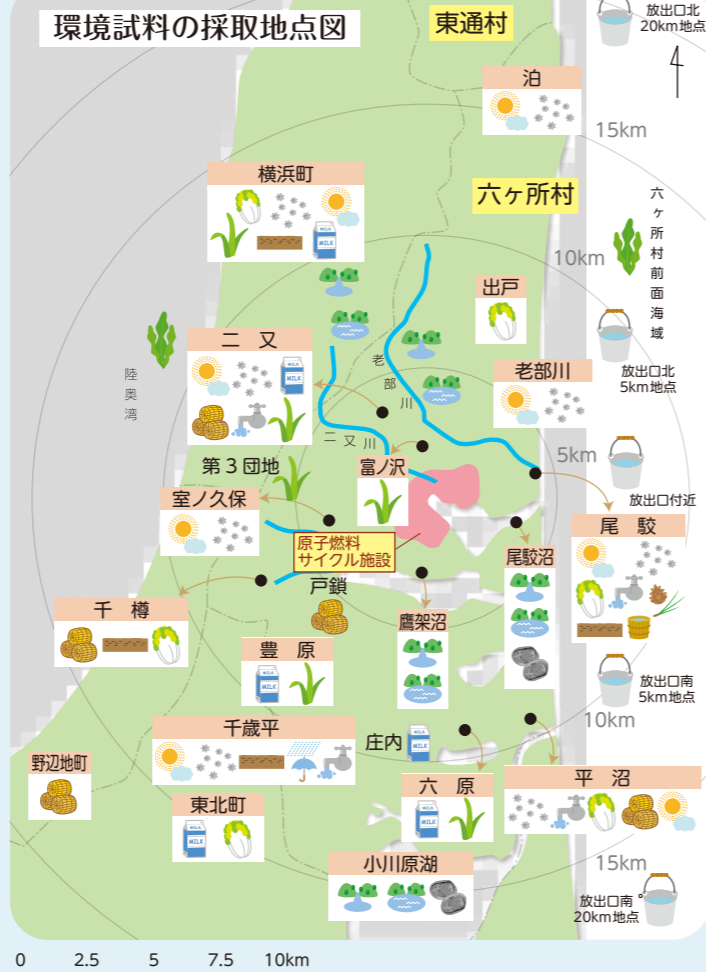 環境試料の採取地点図
東通村
放出口北
20km地点
泊
15km
横浜町
MILK
六ヶ所村
六ヶ所村前面海域
10km
出戸
放出口北
5km地点
二 又
MILK
陸奥湾
老部川
老部川
二又川
5km
第3団地
富ノ沢
放出口付近
室ノ久保
原子燃料
サイクル施設
尾駮沼
尾 駮
戸鎖
千 樽
鷹架沼
豊 原
MILK
放出口南
5km地点
10km
千歳平
庄内
MILK
野辺地町
東北町
MILK
六 原
MILK
平 沼
小川原湖
15km
放出口南
20km地点
0 2.5 5 7.5 10km